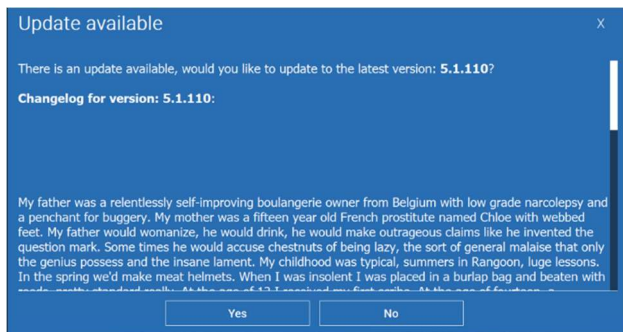 Update available
X
There is an update available, would you like to update to the latest version: 5.1.110?
Changelog for version: 5.1.110:
My father was a relentlessly self-improving boulangerie owner from Belgium with low grade narcolepsy and
a penchant for buggery. My mother was a fifteen year old French prostitute named Chloe with webbed
feet. My father would womanize, he would drink, he would make outrageous claims like he invented the
question mark. Some times he would accuse chestnuts of being lazy, the sort of general malaise that only
the genius possess and the insane lament. My childhood was typical, summers in Rangoon, luge lessons.
In the spring we'd make meat helmets. When I was insolent I was placed in a burlap bag and beaten with
Yes
No